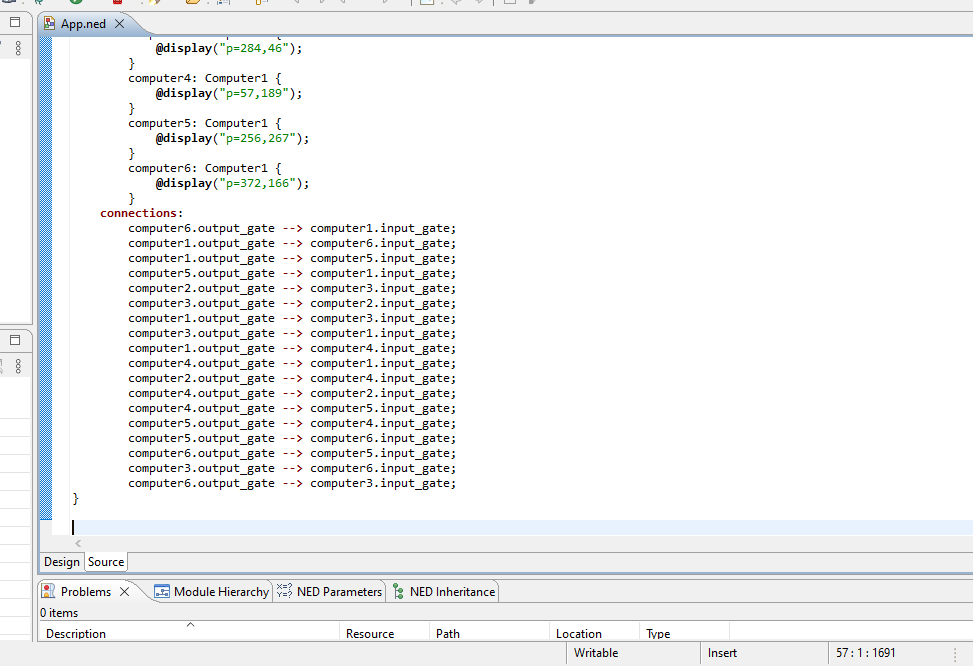 App.ned
@display("p=284,46");
}
computer4: Computer1 {
@display("p=57,189");
}
computer5: Computer1 {
@display("p=256,267");
}
computer6: Computer1 {
@display("p=372,166");
}
connections:
computer6.output_gate --> computer1.input_gate;
computer1.output_gate --> computer6.input_gate;
computer1.output_gate --> computer5.input_gate;
computer5.output_gate --> computer1.input_gate;
computer2.output_gate --> computer3.input_gate;
computer3.output_gate --> computer2.input_gate;
computer1.output_gate --> computer3.input_gate;
computer3.output_gate --> computer1.input_gate;
computer1.output_gate --> computer4.input_gate;
computer4.output_gate --> computer1.input_gate;
computer2.output_gate --> computer4.input_gate;
computer4.output_gate --> computer2.input_gate;
computer4.output_gate --> computer5.input_gate;
computer5.output_gate --> computer4.input_gate;
computer5.output_gate --> computer6.input_gate;
computer6.output_gate --> computer5.input_gate;
computer3.output_gate --> computer6.input_gate;
computer6.output_gate --> computer3.input_gate;
}
Design Source
Problems Module Hierarchy NED Parameters NED Inheritance
0 items
Description Resource Path Location Type
Writable Insert 57 : 1 : 1691